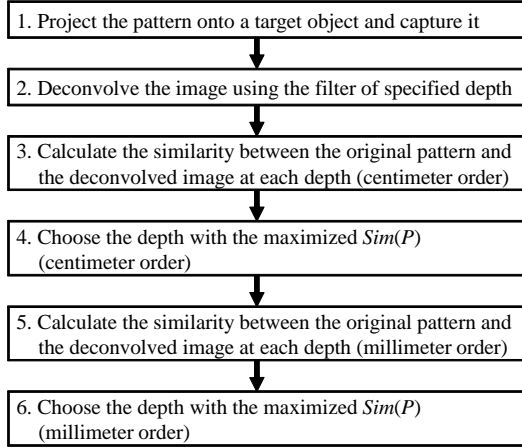 1. Project the pattern onto a target object and capture it
2. Deconvolve the image using the filter of specified depth
3. Calculate the similarity between the original pattern and
the deconvolved image at each depth (centimeter order)
4. Choose the depth with the maximized Sim(P)
(centimeter order)
5. Calculate the similarity between the original pattern and
the deconvolved image at each depth (millimeter order)
6. Choose the depth with the maximized Sim(P)
(millimeter order)